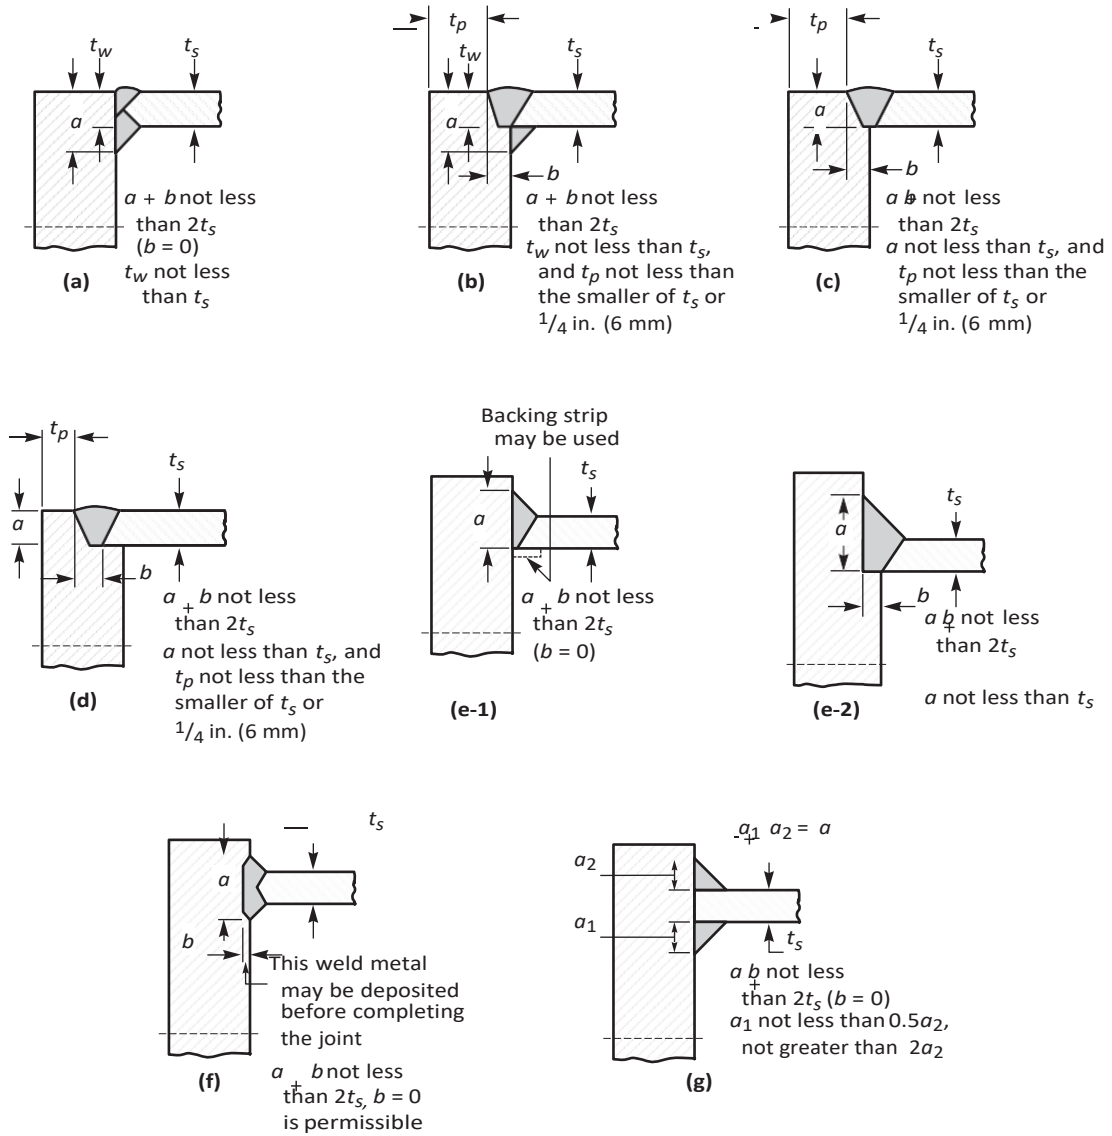 t_w
t_s
a
a + b not less
than 2t_s
(b = 0)
t_w not less
than t_s
(a)
t_p
t_w
t_s
a
b
a + b not less
than 2t_s
t_w not less than t_s,
and t_p not less than
the smaller of t_s or
1/4 in. (6 mm)
(b)
t_p
t_s
a
b
a + b not less
than 2t_s
a not less than t_s, and
t_p not less than the
smaller of t_s or
1/4 in. (6 mm)
(c)
t_p
t_s
a
b
a + b not less
than 2t_s
a not less than t_s, and
t_p not less than the
smaller of t_s or
1/4 in. (6 mm)
(d)
Backing strip
may be used
t_s
a
a + b not less
than 2t_s
(b = 0)
(e-1)
t_s
a
b
a b + not less
than 2t_s
a not less than t_s
(e-2)
t_s
a
b
This weld metal
may be deposited
before completing
the joint
a + b not less
than 2t_s, b = 0
is permissible
(f)
a1 + a2 = a
a2
a1
t_s
a b + not less
than 2t_s (b = 0)
a1 not less than 0.5a2,
not greater than 2a2
(g)